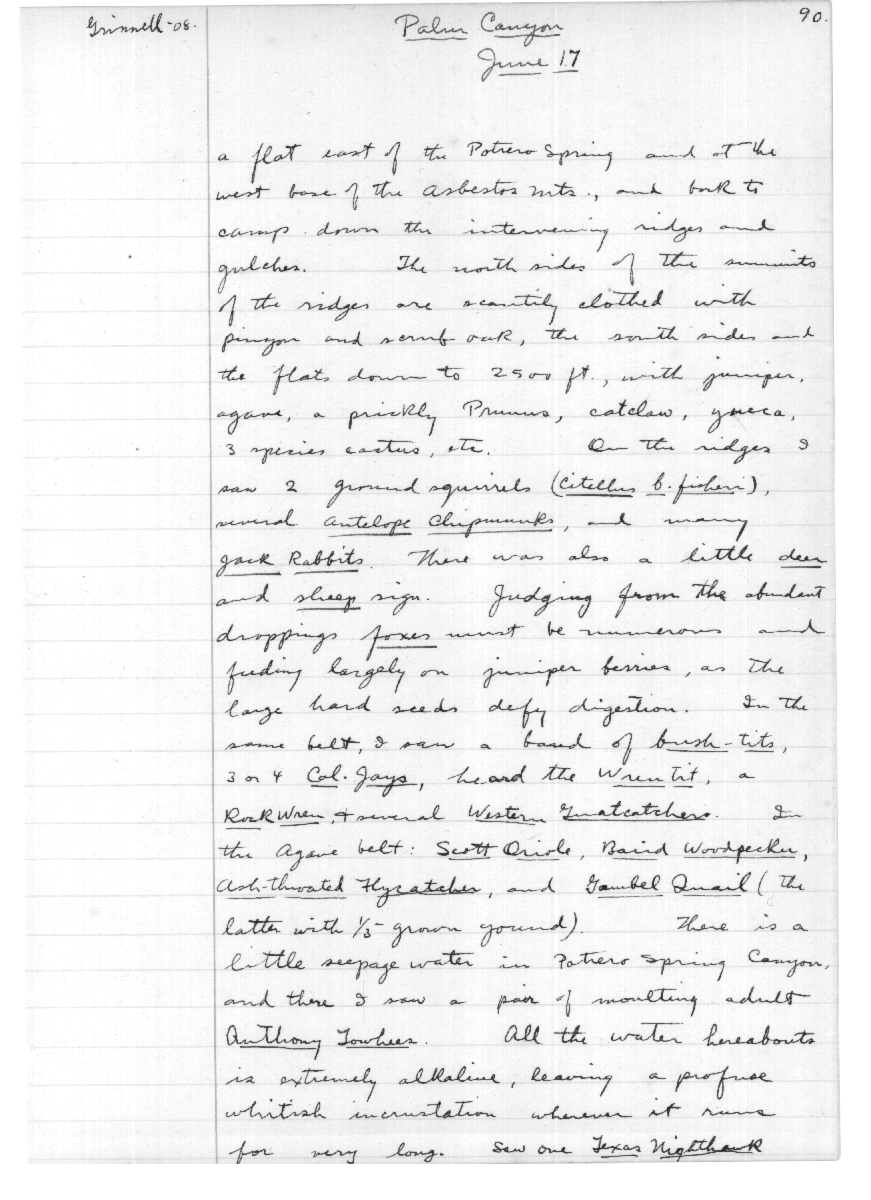 Grinnell-08.
Palm Canyon
90.
June 17
a flat east of the Potrero Spring and at the
west base of the Asbestos mts., and back to
camp down the intervening ridges and
gulches. The north sides of the summits
of the ridges are scantily clothed with
pinyon and scrub oak, the south sides and
the flats down to 2500 ft., with juniper,
agave, a prickly Prunus, catclaw, yucca,
3 species cactus, etc. On the ridges I
saw 2 ground squirrels (Citellus b. fisheri),
several Antelope Chipmunks, and many
Jack Rabbits. There was also a little deer
and sheep sign. Judging from the abundant
droppings foxes must be numerous and
feeding largely on juniper berries, as the
large hard seeds defy digestion. In the
same belt, I saw a band of bush-tits,
3 or 4 Cal. Jays, heard the Wren tit, a
Rock Wren, + several Western Gnatcatchers. In
the Agave belt: Scott Oriole, Baird Woodpecker,
Ash-throated Flycatcher, and Gambel Quail (the
latter with 1/3-grown yound). There is a
little seepage water in Potrero Spring Canyon,
and there I saw a pair of moulting adult
Anthony Towhees. All the water hereabouts
is extremely alkaline, leaving a profuse
whitish incrustation wherever it runs
for very long. Saw one Texas Nighthawk